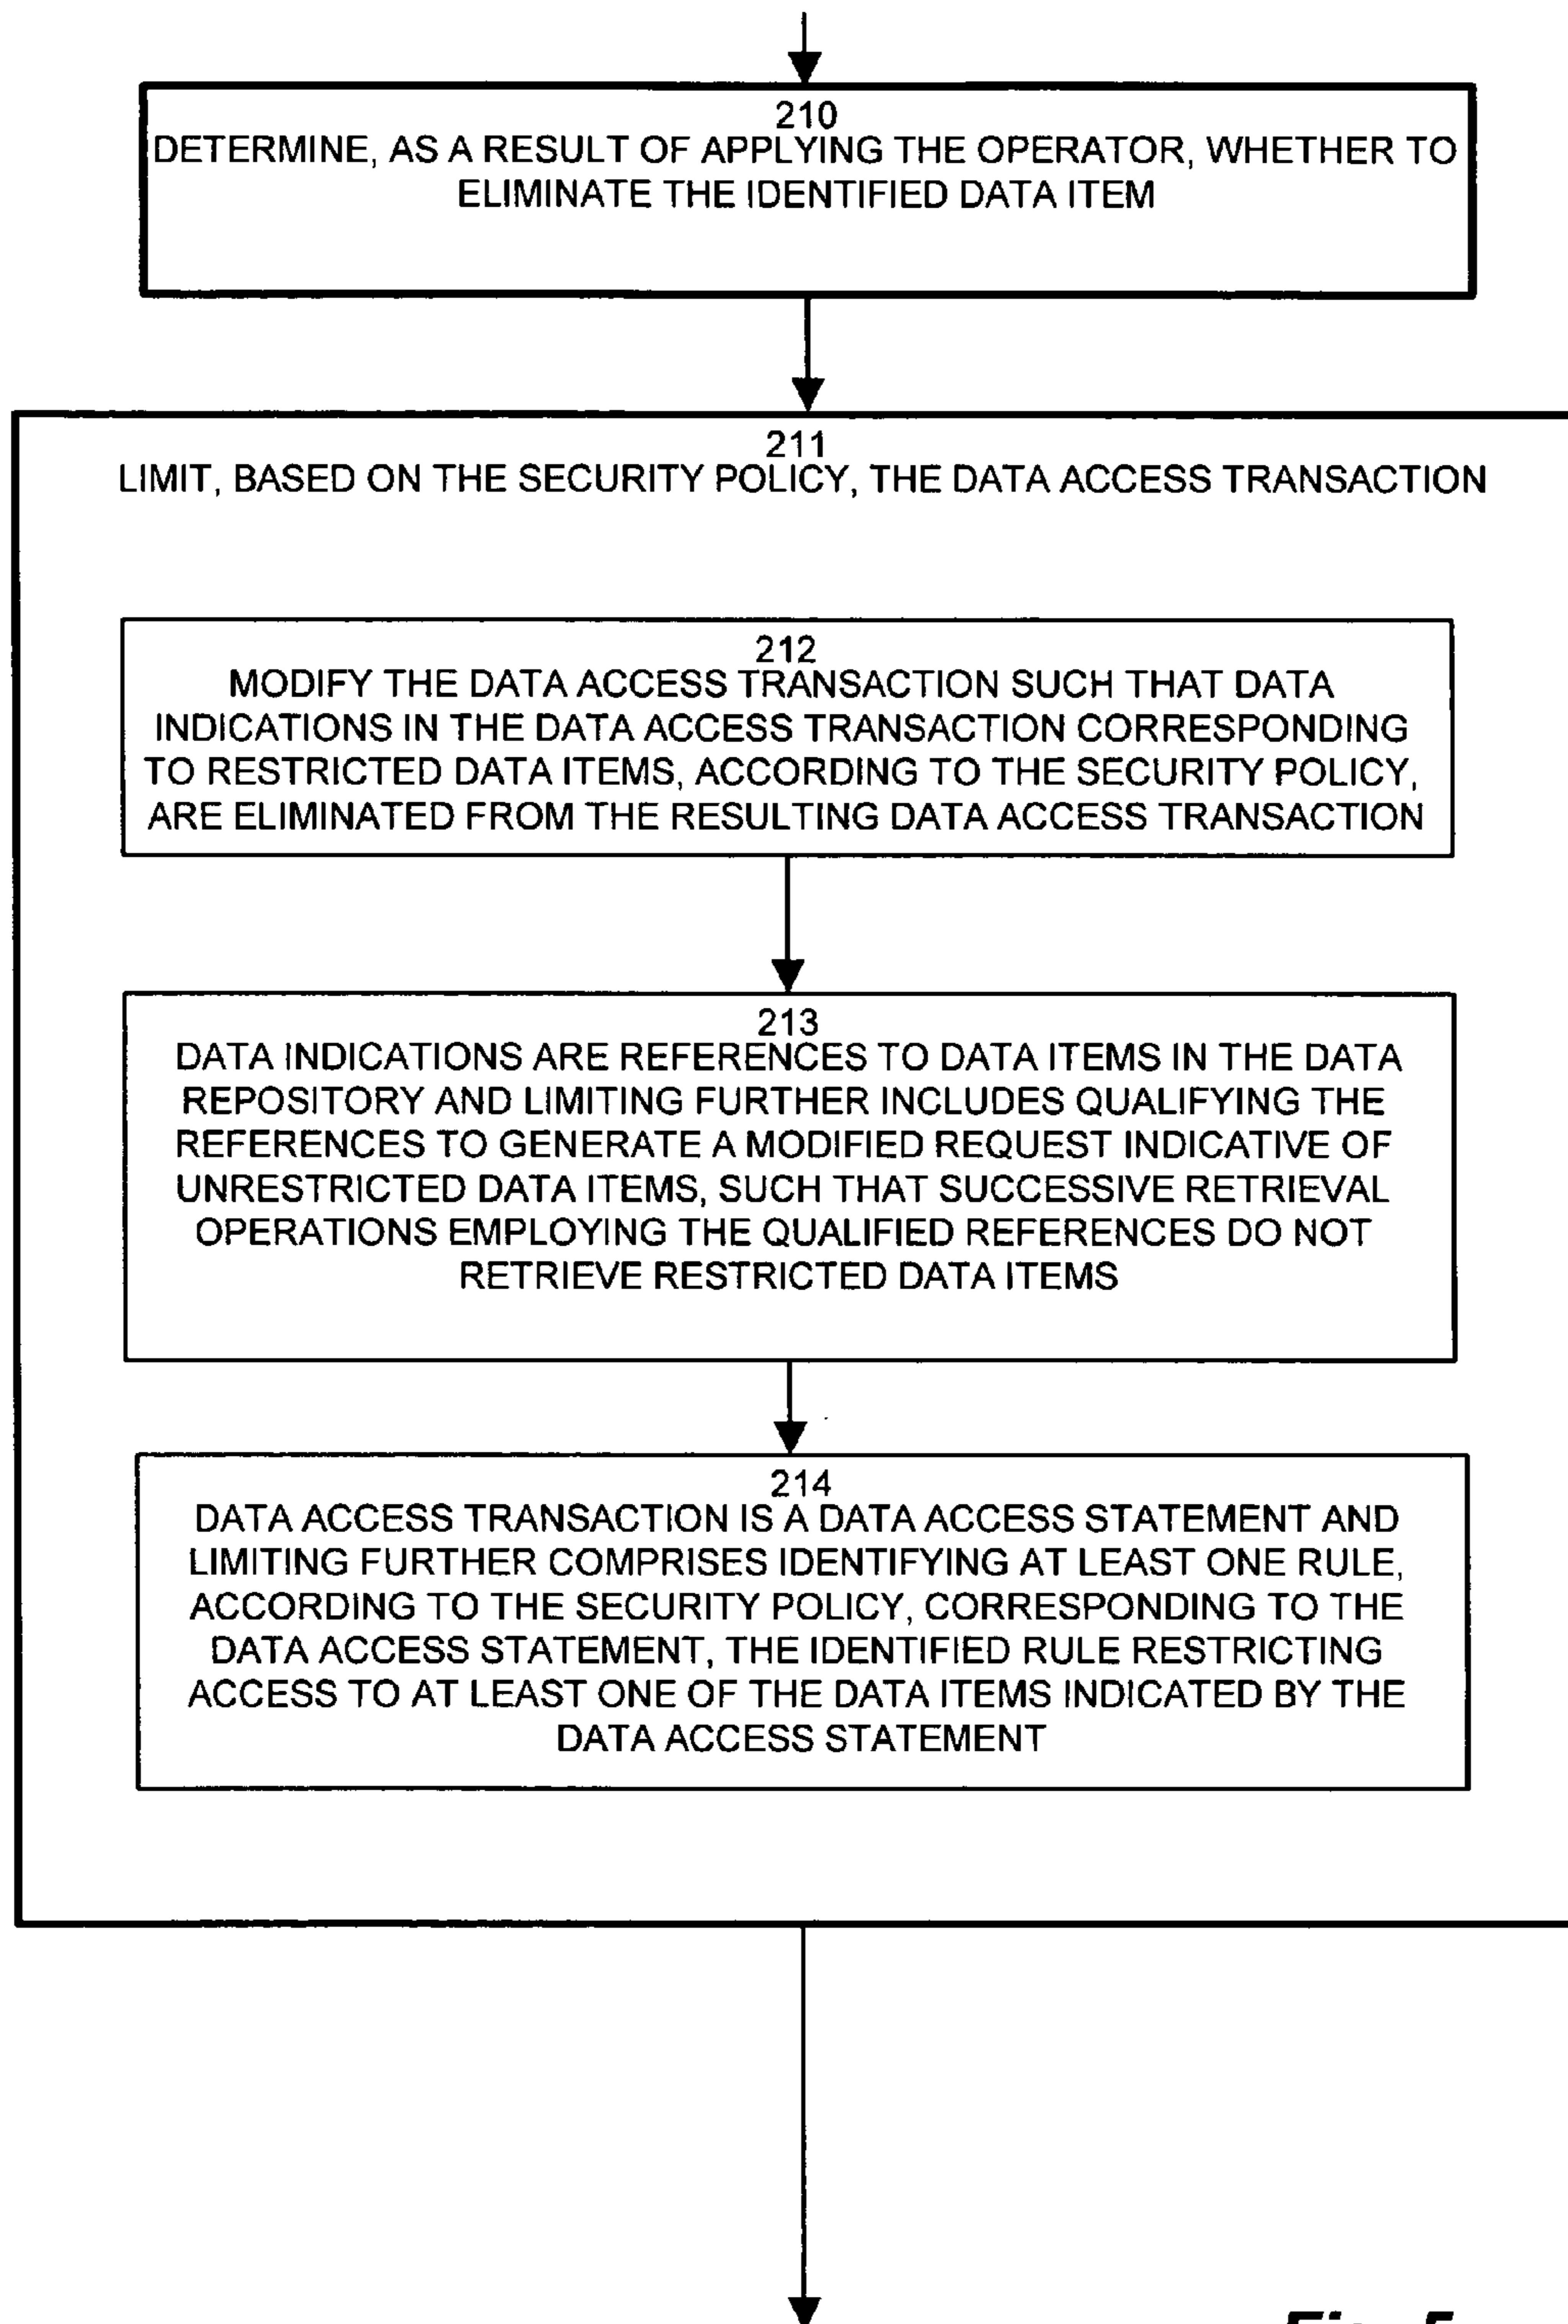 210
DETERMINE, AS A RESULT OF APPLYING THE OPERATOR, WHETHER TO
ELIMINATE THE IDENTIFIED DATA ITEM
211
LIMIT, BASED ON THE SECURITY POLICY, THE DATA ACCESS TRANSACTION
212
MODIFY THE DATA ACCESS TRANSACTION SUCH THAT DATA
INDICATIONS IN THE DATA ACCESS TRANSACTION CORRESPONDING
TO RESTRICTED DATA ITEMS, ACCORDING TO THE SECURITY POLICY,
ARE ELIMINATED FROM THE RESULTING DATA ACCESS TRANSACTION
213
DATA INDICATIONS ARE REFERENCES TO DATA ITEMS IN THE DATA
REPOSITORY AND LIMITING FURTHER INCLUDES QUALIFYING THE
REFERENCES TO GENERATE A MODIFIED REQUEST INDICATIVE OF
UNRESTRICTED DATA ITEMS, SUCH THAT SUCCESSIVE RETRIEVAL
OPERATIONS EMPLOYING THE QUALIFIED REFERENCES DO NOT
RETRIEVE RESTRICTED DATA ITEMS
214
DATA ACCESS TRANSACTION IS A DATA ACCESS STATEMENT AND
LIMITING FURTHER COMPRISES IDENTIFYING AT LEAST ONE RULE,
ACCORDING TO THE SECURITY POLICY, CORRESPONDING TO THE
DATA ACCESS STATEMENT, THE IDENTIFIED RULE RESTRICTING
ACCESS TO AT LEAST ONE OF THE DATA ITEMS INDICATED BY THE
DATA ACCESS STATEMENT